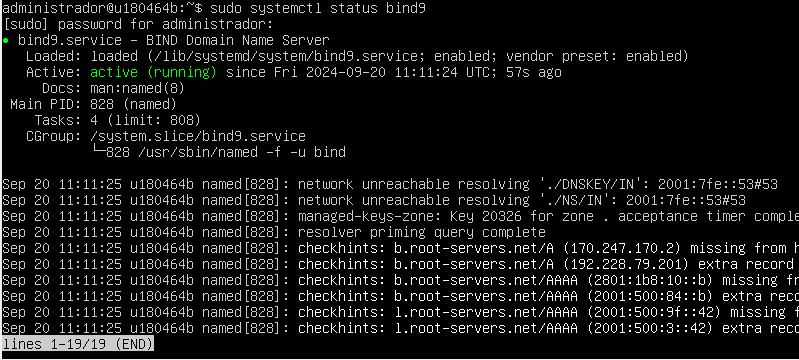 administrador@u180464b:~$ sudo systemctl status bind9
[sudo] password for administrador:
● bind9.service - BIND Domain Name Server
   Loaded: loaded (/lib/systemd/system/bind9.service; enabled; vendor preset: enabled)
   Active: active (running) since Fri 2024-09-20 11:11:24 UTC; 57s ago
     Docs: man:named(8)
 Main PID: 828 (named)
    Tasks: 4 (limit: 808)
   CGroup: /system.slice/bind9.service
           └─828 /usr/sbin/named -f -u bind

Sep 20 11:11:25 u180464b named[828]: network unreachable resolving './DNSKEY/IN': 2001:7fe::53#53
Sep 20 11:11:25 u180464b named[828]: network unreachable resolving './NS/IN': 2001:7fe::53#53
Sep 20 11:11:25 u180464b named[828]: managed-keys-zone: Key 20326 for zone . acceptance timer comple
Sep 20 11:11:25 u180464b named[828]: resolver priming query complete
Sep 20 11:11:25 u180464b named[828]: checkhints: b.root-servers.net/A (170.247.170.2) missing from h
Sep 20 11:11:25 u180464b named[828]: checkhints: b.root-servers.net/A (192.228.79.201) extra record
Sep 20 11:11:25 u180464b named[828]: checkhints: b.root-servers.net/AAAA (2801:1b8:10::b) missing fr
Sep 20 11:11:25 u180464b named[828]: checkhints: b.root-servers.net/AAAA (2001:500:84::b) extra reco
Sep 20 11:11:25 u180464b named[828]: checkhints: l.root-servers.net/AAAA (2001:500:9f::42) missing f
Sep 20 11:11:25 u180464b named[828]: checkhints: l.root-servers.net/AAAA (2001:500:3::42) extra reco
lines 1-19/19 (END)